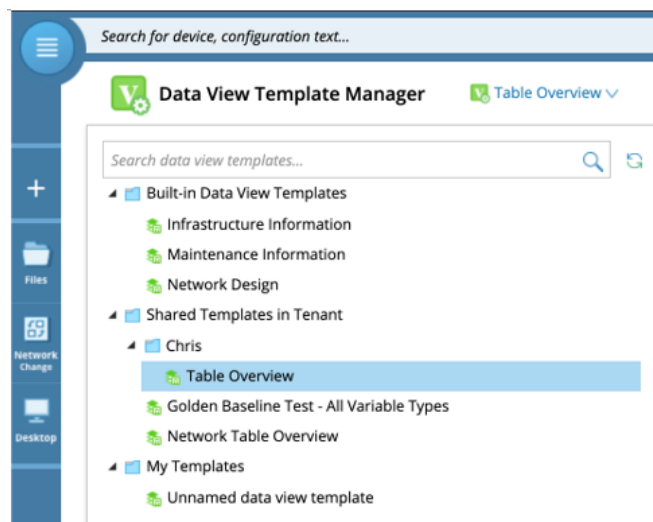 Search for device, configuration text...
Data View Template Manager
Table Overview
Search data view templates...
Built-in Data View Templates
Infrastructure Information
Maintenance Information
Network Design
Files
Shared Templates in Tenant
Network
Change
Chris
Table Overview
Golden Baseline Test - All Variable Types
Desktop
Network Table Overview
My Templates
Unnamed data view template